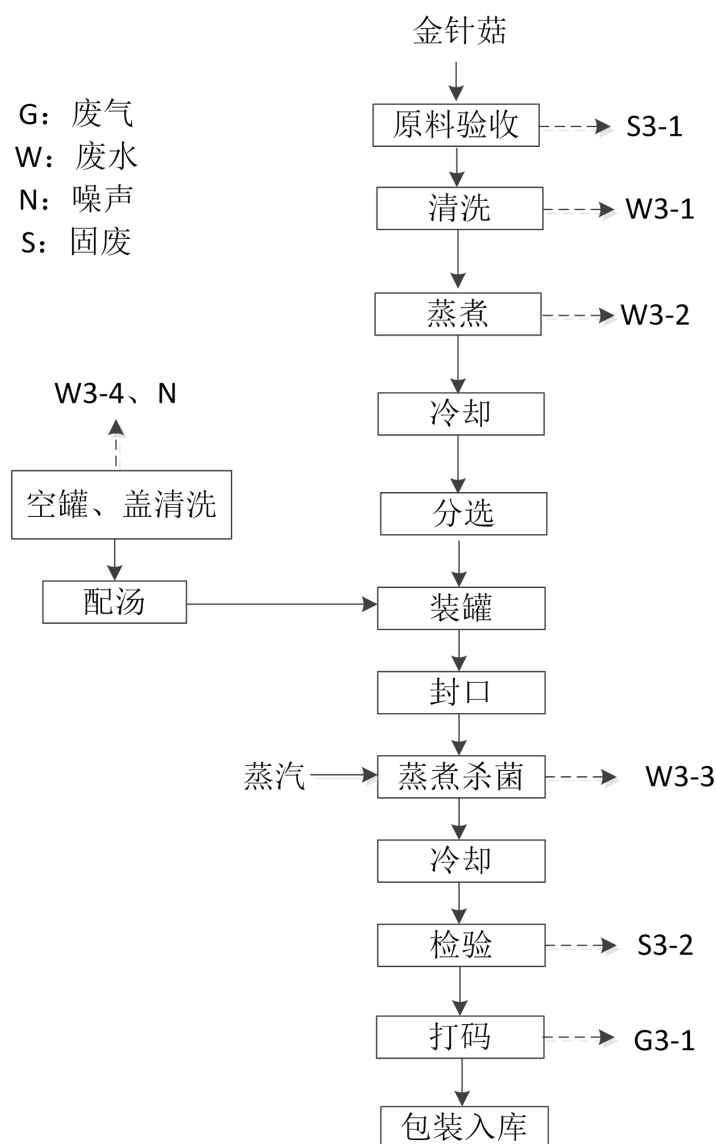 金针菇
G：废气
W：废水
N：噪声
S：固废
原料验收
S3-1
清洗
W3-1
蒸煮
W3-2
冷却
W3-4、N
空罐、盖清洗
分选
配汤
装罐
封口
蒸汽
蒸煮杀菌
W3-3
冷却
检验
S3-2
打码
G3-1
包装入库